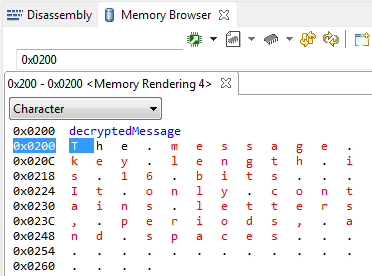 Disassembly Memory Browser
0x0200
0x200 - 0x0200 <Memory Rendering 4>
Character
0x0200 decryptedMessage
0x0200 T h e . m e s s a g e .
0x020C k e y . l e n g t h . i
0x0218 s . 1 6 . b i t s . . .
0x0224 I t . o n l y . c o n t
0x0230 a i n s . l e t t e r s
0x023C , . p e r i o d s , . a
0x0248 n d . s p a c e s . . .
0x0254 . . . . . . . . . . . .
0x0260 . . . .